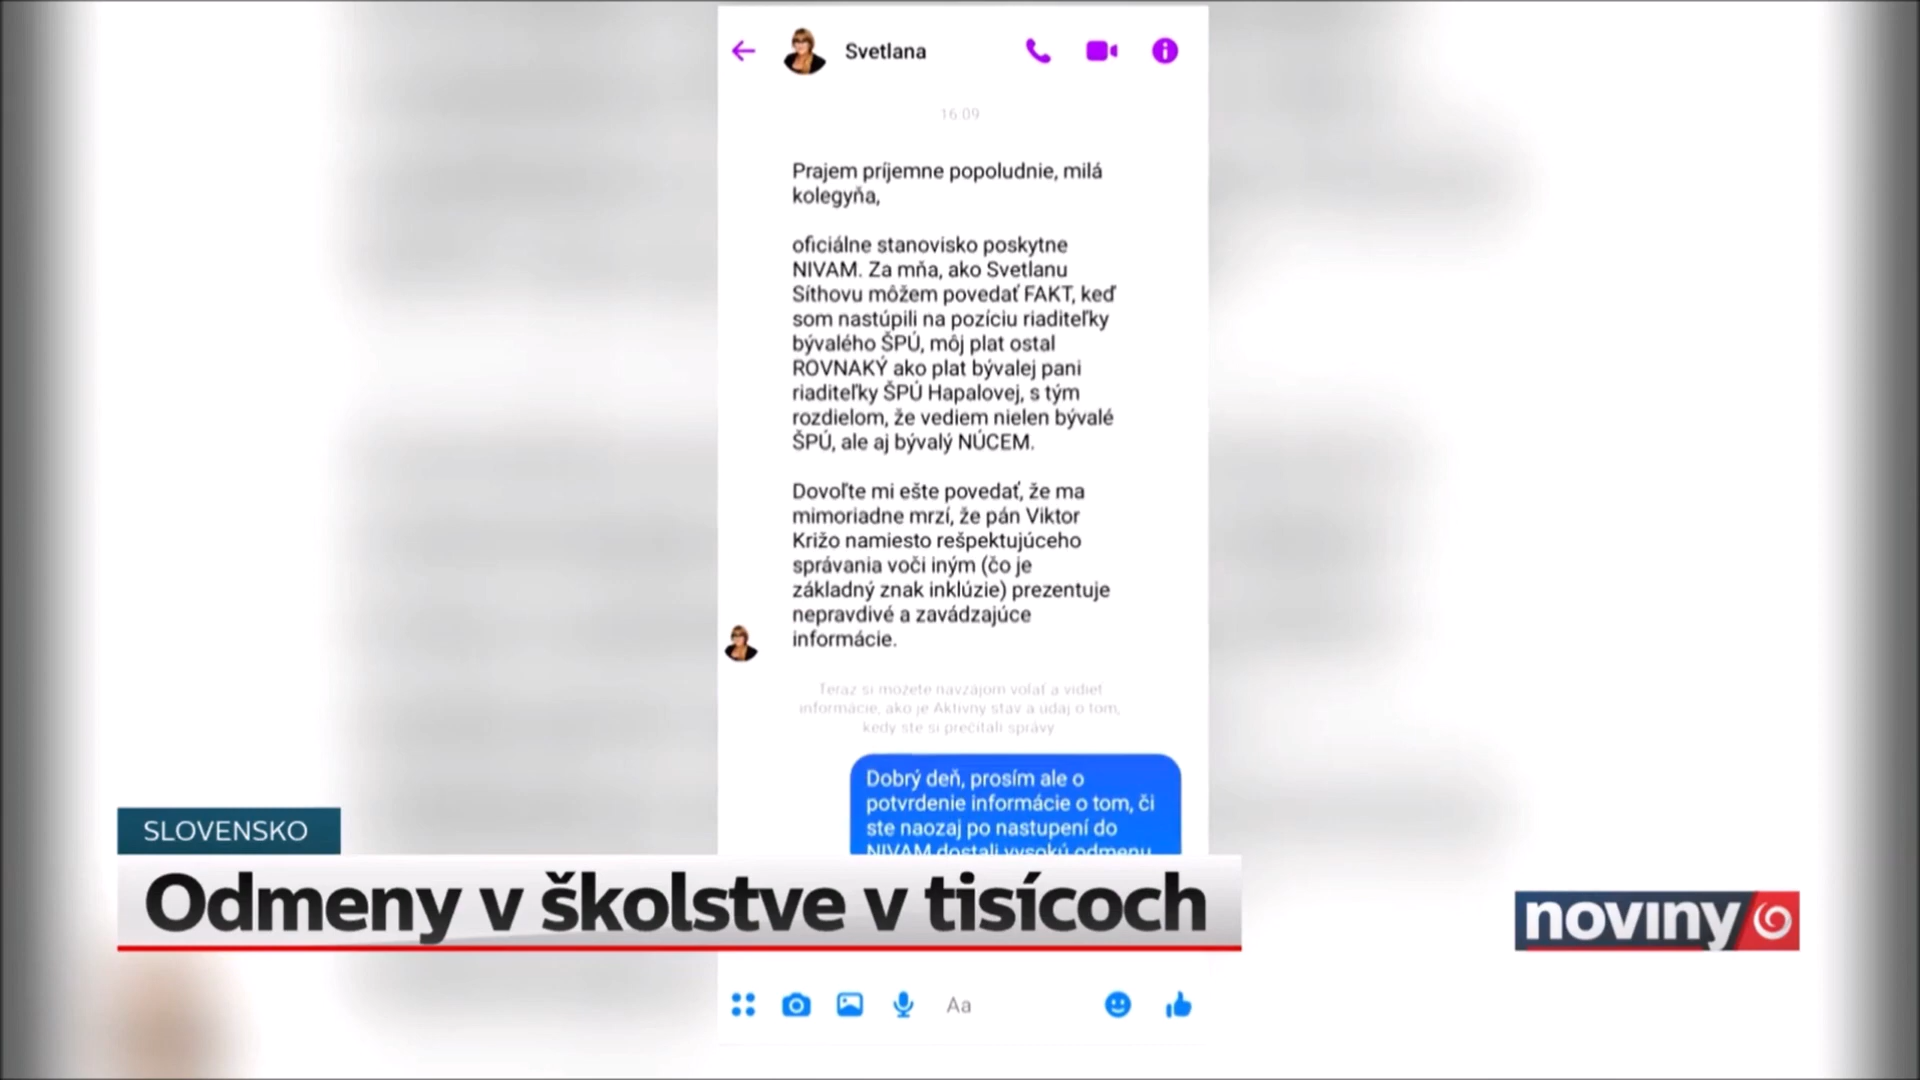 Svetlana
16:09
Prajem príjemne popoludnie, milá
kolegyňa,
oficiálne stanovisko poskytne
NIVAM. Za mňa, ako Svetlanu
Síthovu môžem povedať FAKT, keď
som nastúpili na pozíciu riaditeľky
bývalého ŠPÚ, môj plat ostal
ROVNAKÝ ako plat bývalej pani
riaditeľky ŠPÚ Hapalovej, s tým
rozdielom, že vediem nielen bývalé
ŠPÚ, ale aj bývalý NÚCEM.
Dovoľte mi ešte povedať, že ma
mimoriadne mrzí, že pán Viktor
Križo namiesto rešpektujúceho
správania voči iným (čo je
základný znak inklúzie) prezentuje
nepravdivé a zavádzajúce
informácie.
Teraz si môžete navzájom volať a vidieť
informácie, ako je Aktívny stav a údaj o tom,
kedy ste si prečítali správy
Dobrý deň, prosím ale o
potvrdenie informácie o tom, či
ste naozaj po nastupení do
NIVAM dostali vysokú odmenu
SLOVENSKO
Odmeny v školstve v tisícoch
noviny
Aa